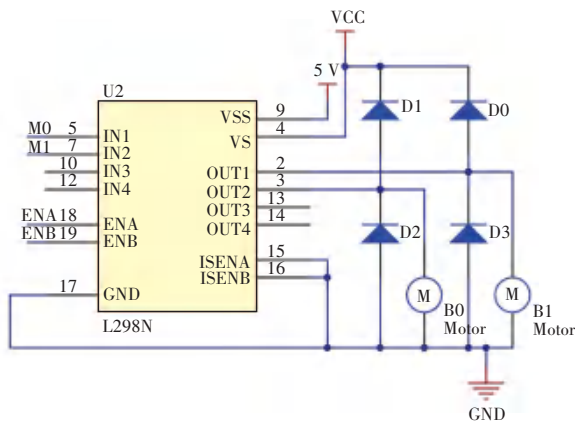 VCC
5 V
U2
D1
D0
VSS 9
VS 4
M0 5 IN1
M1 7 IN2
10 IN3
12 IN4
OUT1 2
OUT2 3
OUT3 13
OUT4 14
ENA 18 ENA
ENB 19 ENB
D2
D3
ISENA 15
ISENB 16
17 GND
M
B0
Motor
M
B1
Motor
L298N
GND